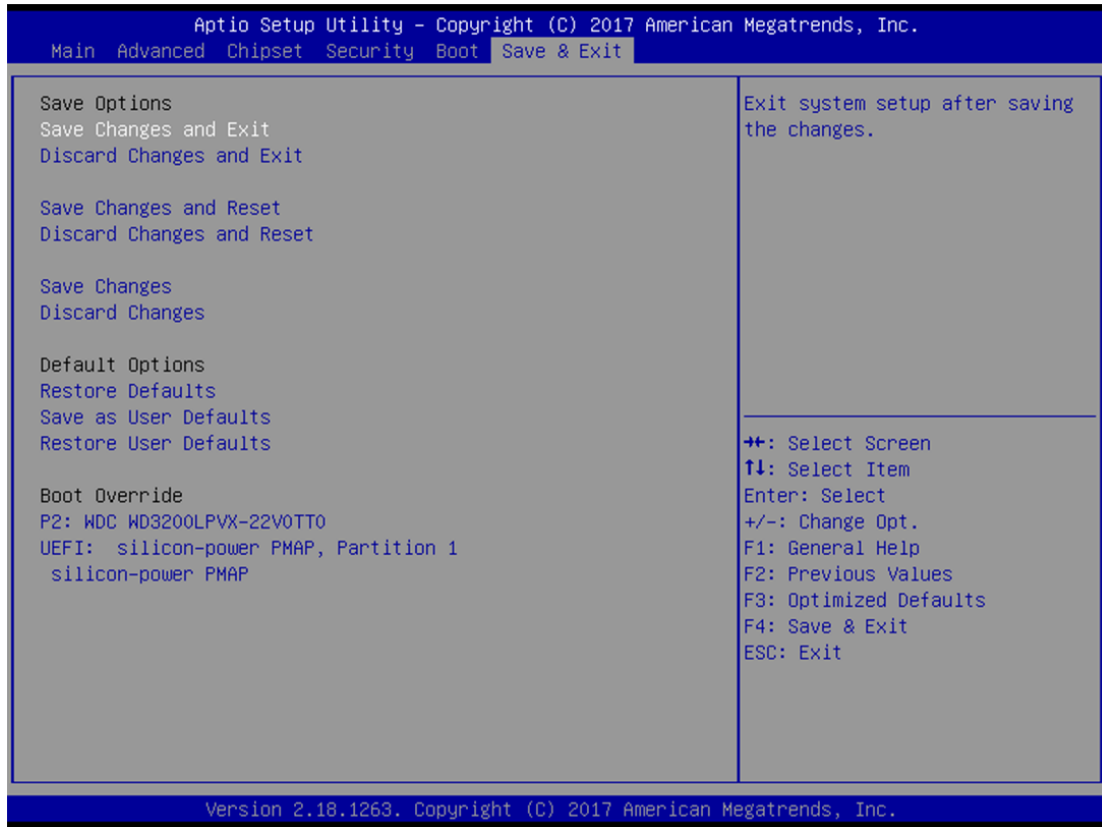 Aptio Setup Utility – Copyright (C) 2017 American Megatrends, Inc.
Main Advanced Chipset Security Boot Save & Exit
Save Options
Save Changes and Exit
Discard Changes and Exit
Save Changes and Reset
Discard Changes and Reset
Save Changes
Discard Changes
Default Options
Restore Defaults
Save as User Defaults
Restore User Defaults
Boot Override
P2: WDC WD3200LPVX-22V0TT0
UEFI: silicon-power PMAP, Partition 1
silicon-power PMAP
Exit system setup after saving
the changes.
→←: Select Screen
↑↓: Select Item
Enter: Select
+/-: Change Opt.
F1: General Help
F2: Previous Values
F3: Optimized Defaults
F4: Save & Exit
ESC: Exit
Version 2.18.1263. Copyright (C) 2017 American Megatrends, Inc.